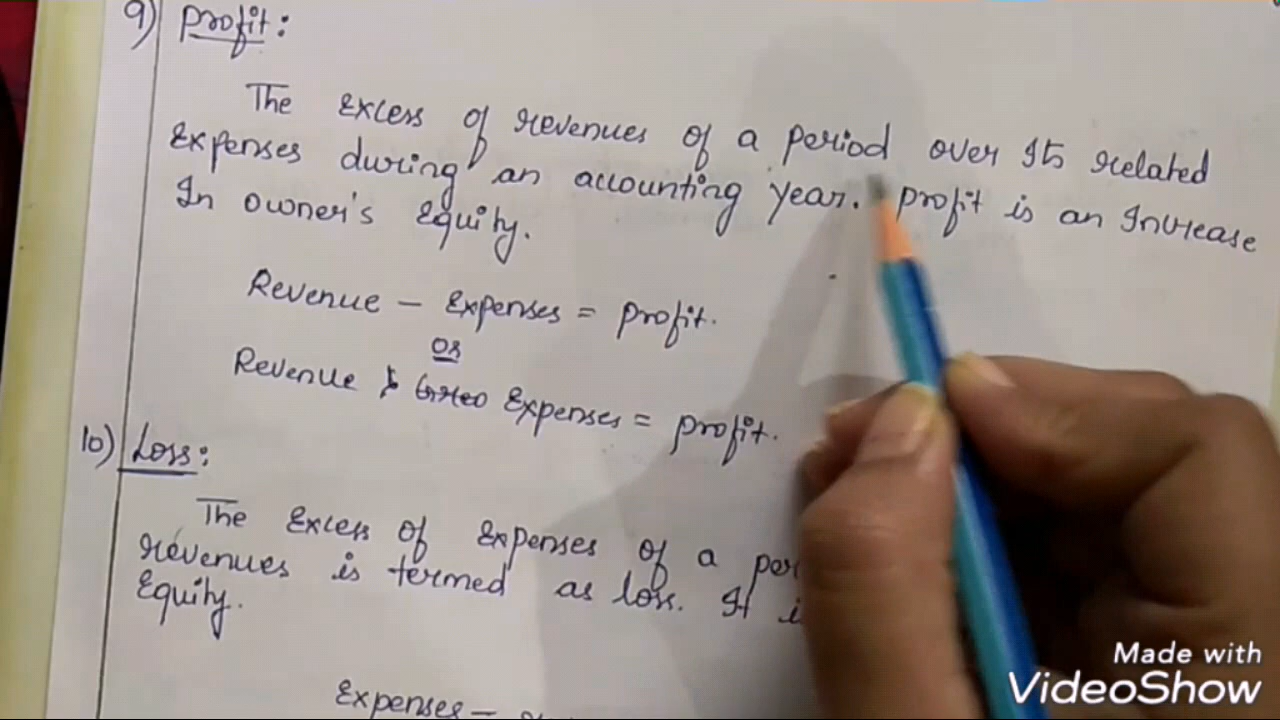 9) Profit:
The Excess of revenues of a period over Its related
Expenses during an accounting year. Profit is an Increase
In owner's Equity.
Revenue - Expenses = Profit.
or
Revenue > Expenses = Profit.
10) Loss:
The Excess of Expenses of a
revenues is termed as loss. It
Equity.
Expenses -
Made with
VideoShow